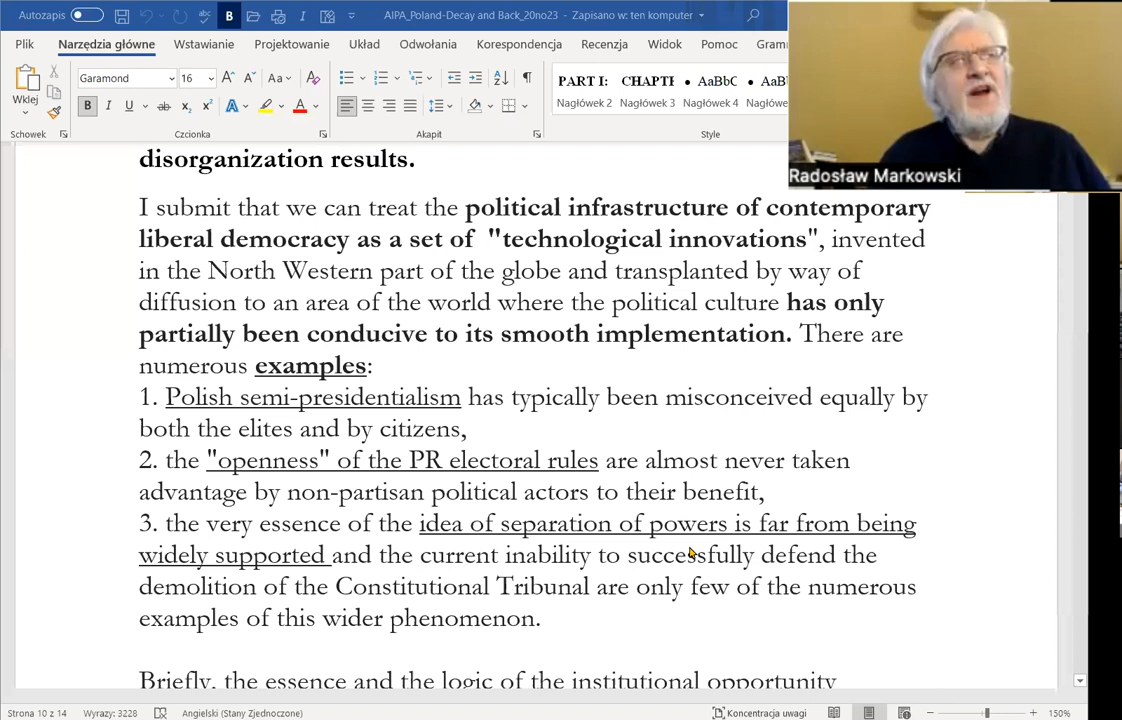 Autozapis
B
AIPA_Poland-Decay and Back_20no23 - Zapisano w: ten komputer
Plik Narzędzia główne Wstawianie Projektowanie Układ Odwołania Korespondencja Recenzja Widok Pomoc Gram
Wklej
Garamond 16 Aa
B I U ab x₂ x² A A
PART I: CHAPTE • AaBbC • AaBb
Nagłówek 2 Nagłówek 3 Nagłówek 4 Nagłówek
Schowek Czcionka Akapit Style
Radosław Markowski
disorganization results.
I submit that we can treat the political infrastructure of contemporary
liberal democracy as a set of "technological innovations", invented
in the North Western part of the globe and transplanted by way of
diffusion to an area of the world where the political culture has only
partially been conducive to its smooth implementation. There are
numerous examples:
1. Polish semi-presidentialism has typically been misconceived equally by
both the elites and by citizens,
2. the "openness" of the PR electoral rules are almost never taken
advantage by non-partisan political actors to their benefit,
3. the very essence of the idea of separation of powers is far from being
widely supported and the current inability to successfully defend the
demolition of the Constitutional Tribunal are only few of the numerous
examples of this wider phenomenon.
Briefly, the essence and the logic of the institutional opportunity
Stron 10 z 14 Wyrazy: 3228 Angielski (Stany Zjednoczone) Koncentracja uwagi 150%